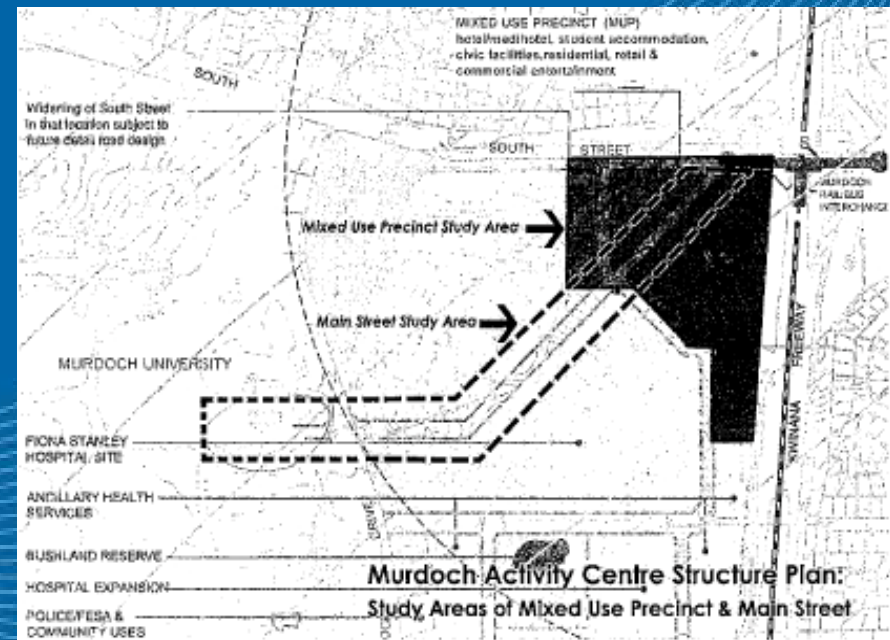 MIXED USE PRECINCT (MUP)
hotel/medihotel, student accommodation,
civic facilities,residential, retail &
commercial entertainment
SOUTH
Widening of South Street
in that location subject to
future detail road design
SOUTH STREET
MURDOCH
RAIL/BUS
INTERCHANGE
Mixed Use Precinct Study Area
Main Street Study Area
MURDOCH UNIVERSITY
KWINANA FREEWAY
FIONA STANLEY
HOSPITAL SITE
ANCILLARY HEALTH
SERVICES
DRIVE
BUSHLAND RESERVE
HOSPITAL EXPANSION
POLICE/FESA &
COMMUNITY USES
Murdoch Activity Centre Structure Plan:
Study Areas of Mixed Use Precinct & Main Street